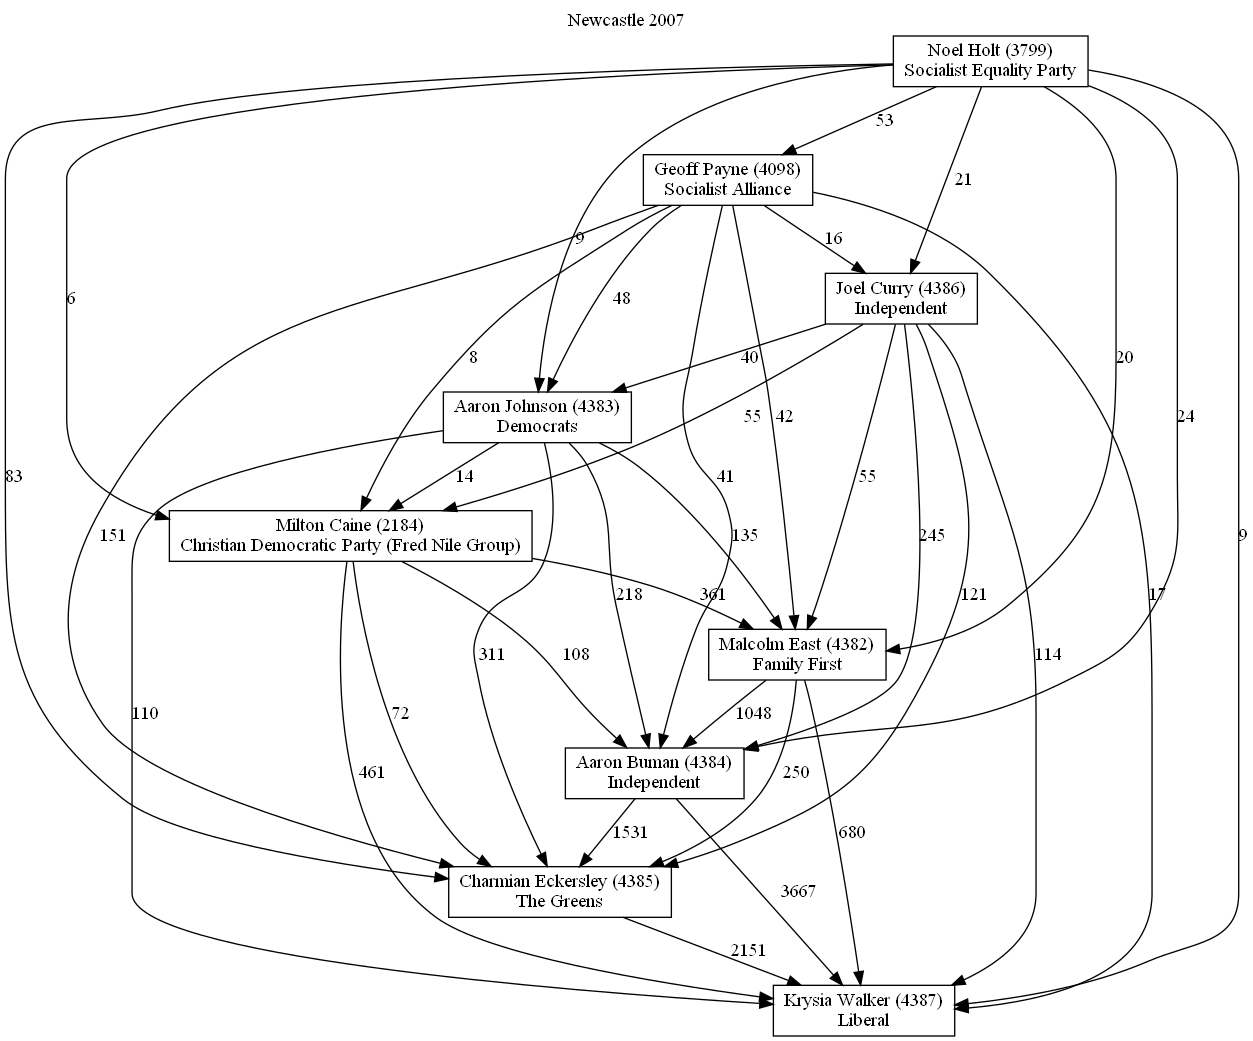 Newcastle 2007
Noel Holt (3799)
Socialist Equality Party
53
Geoff Payne (4098)
Socialist Alliance
21
9
16
Joel Curry (4386)
Independent
6
48
8
40
20
Aaron Johnson (4383)
Democrats
55
42
24
83
14
41
55
Milton Caine (2184)
Christian Democratic Party (Fred Nile Group)
151
135
245
9
218
361
121
17
Malcolm East (4382)
Family First
311
108
114
110
72
1048
Aaron Buman (4384)
Independent
461
250
1531
680
Charmian Eckersley (4385)
The Greens
3667
2151
Krysia Walker (4387)
Liberal